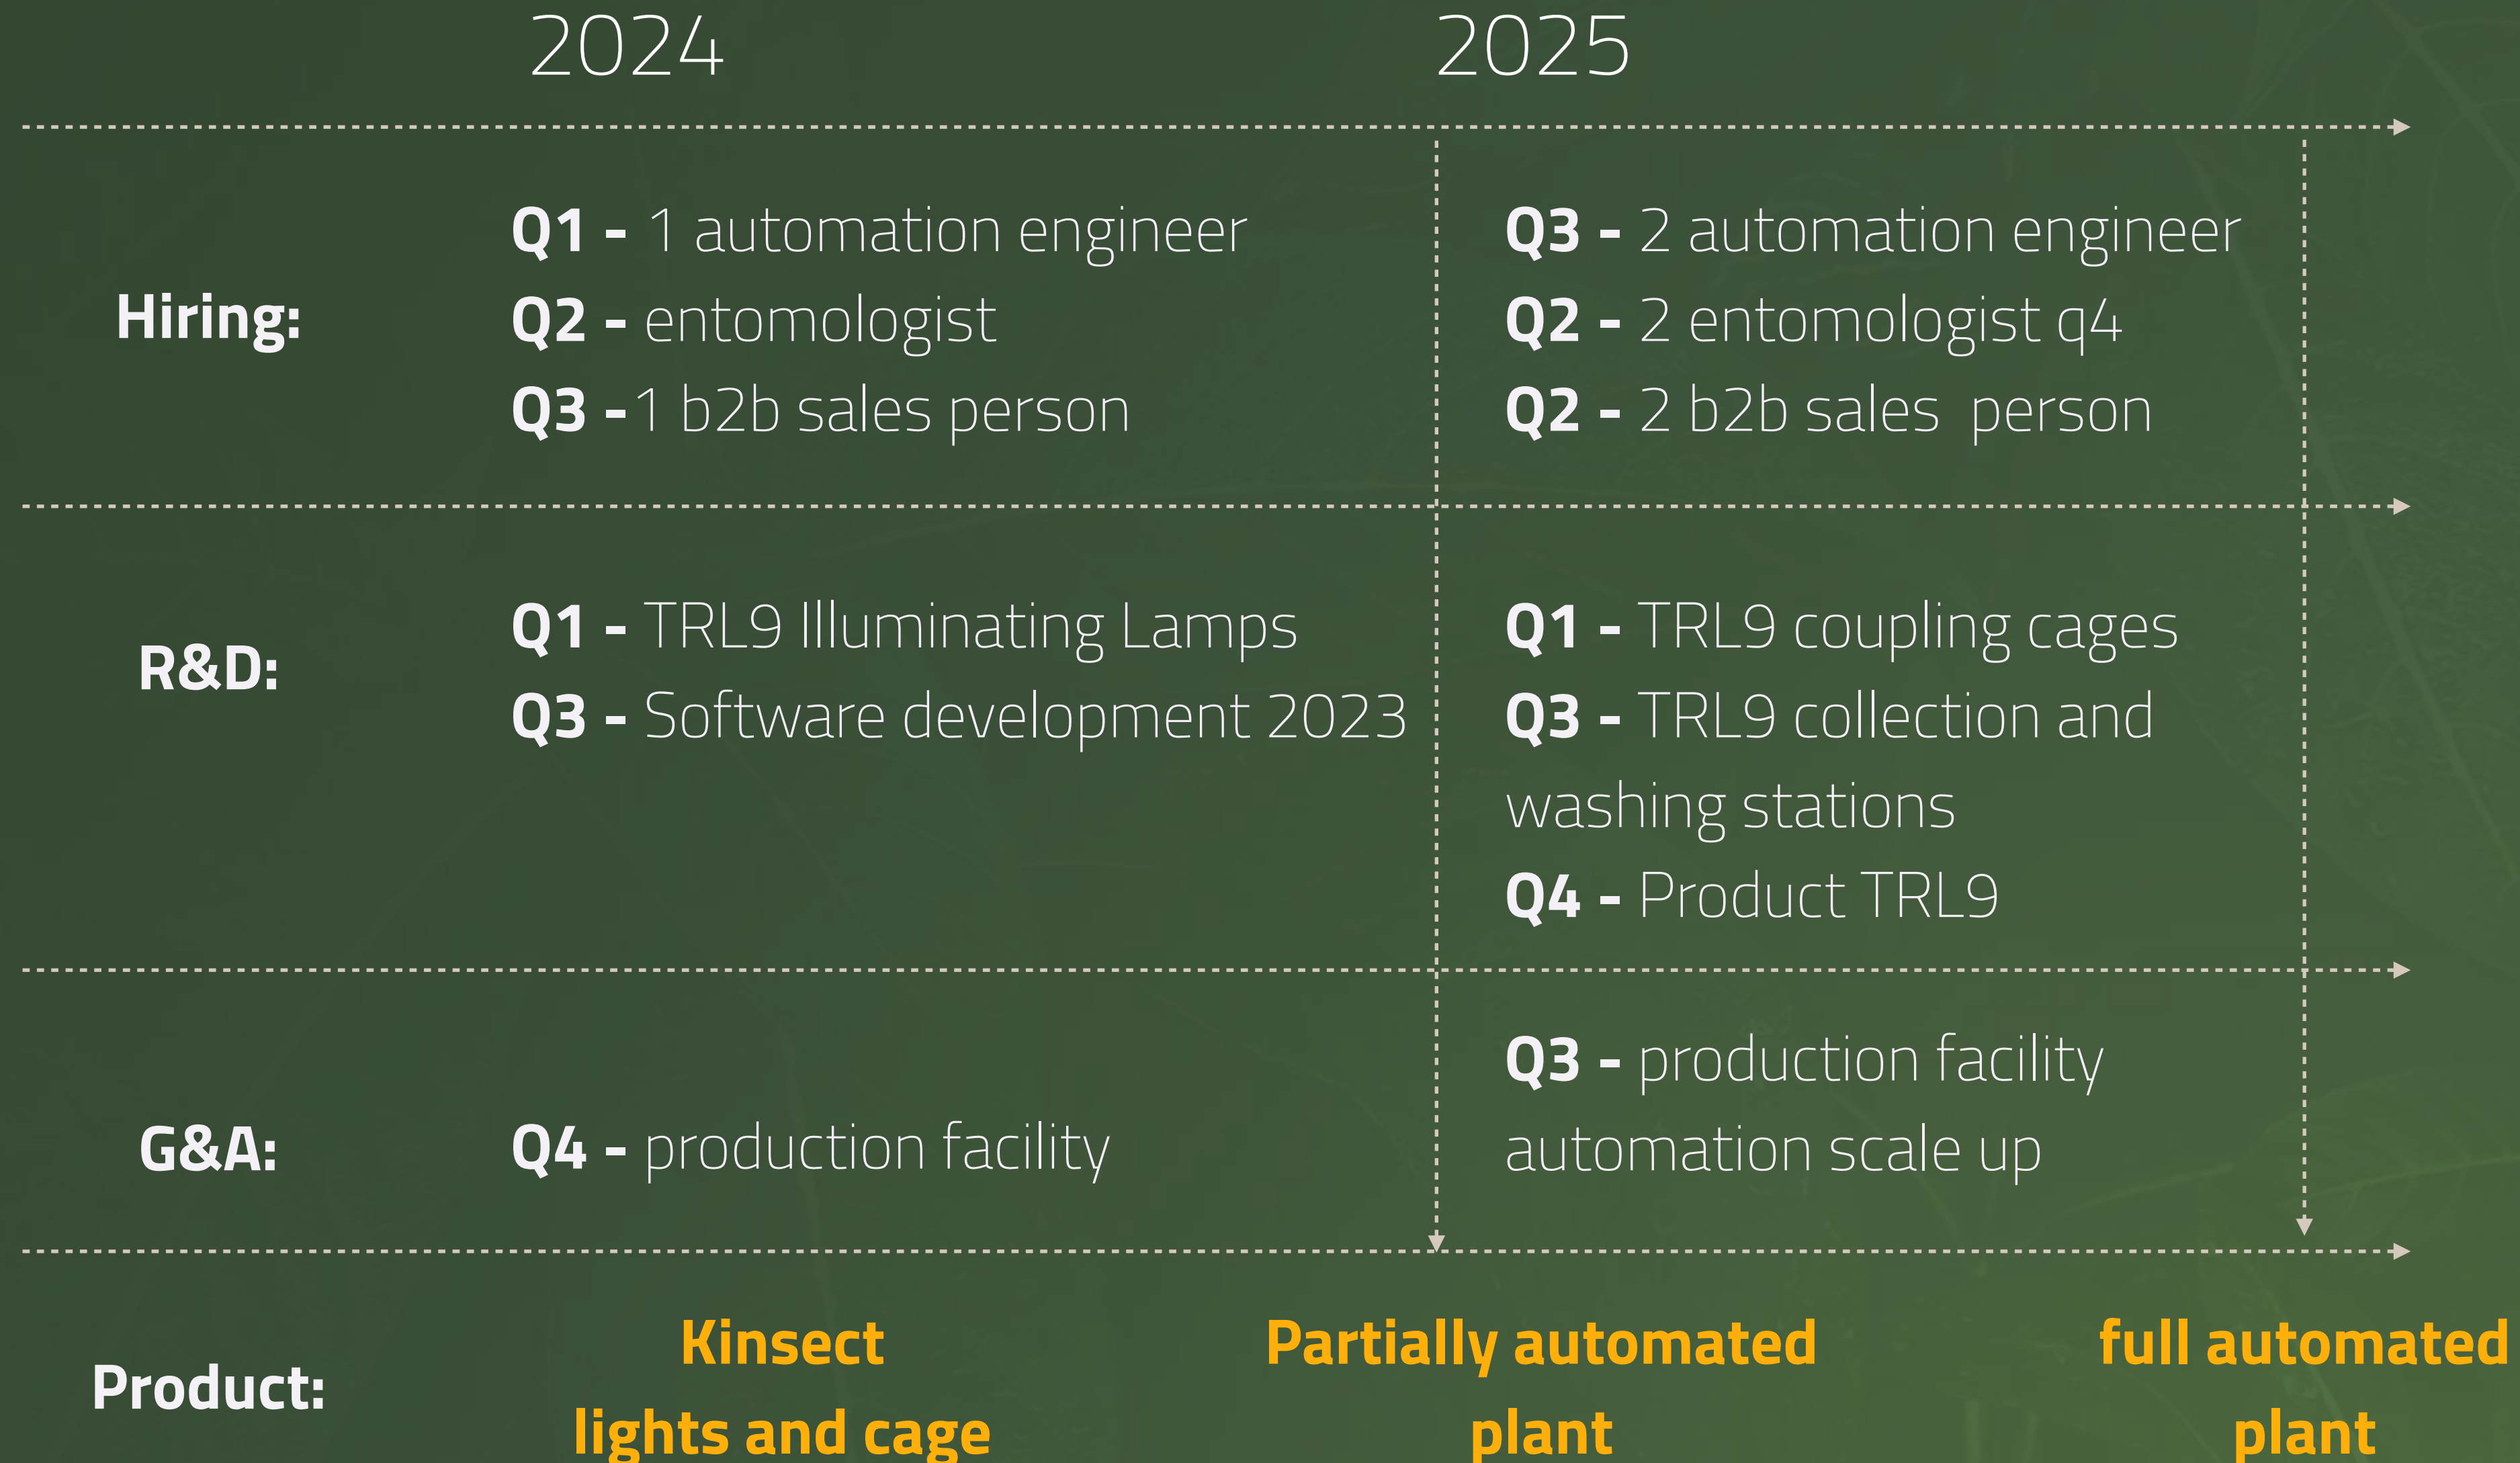 2024
2025
Hiring:
Q1 - 1 automation engineer
Q2 - entomologist
Q3 -1 b2b sales person
Q3 - 2 automation engineer
Q2 - 2 entomologist q4
Q2 - 2 b2b sales  person
R&D:
Q1 - TRL9 Illuminating Lamps
Q3 - Software development 2023
Q1 - TRL9 coupling cages
Q3 - TRL9 collection and
washing stations
Q4 - Product TRL9
G&A:
Q4 - production facility
Q3 - production facility
automation scale up
Product:
Kinsect
lights and cage
Partially automated
plant
full automated
plant